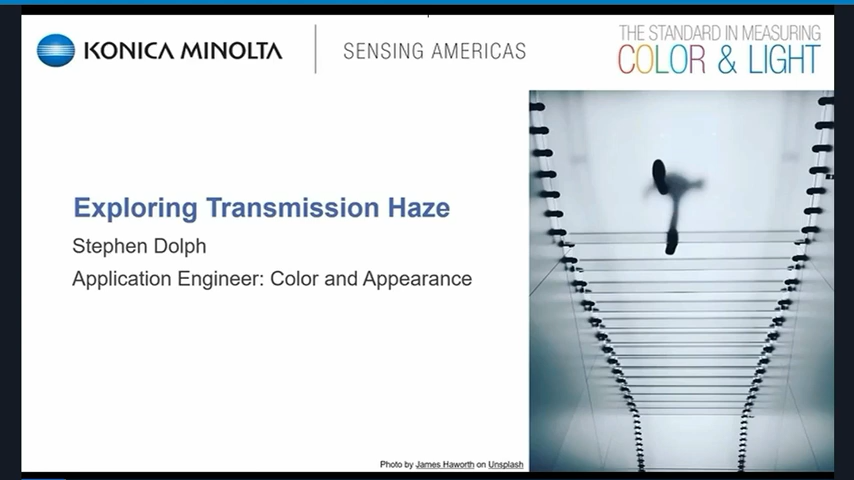 KONICA MINOLTA
SENSING AMERICAS
THE STANDARD IN MEASURING
COLOR & LIGHT
Exploring Transmission Haze
Stephen Dolph
Application Engineer: Color and Appearance
Photo by James Haworth on Unsplash